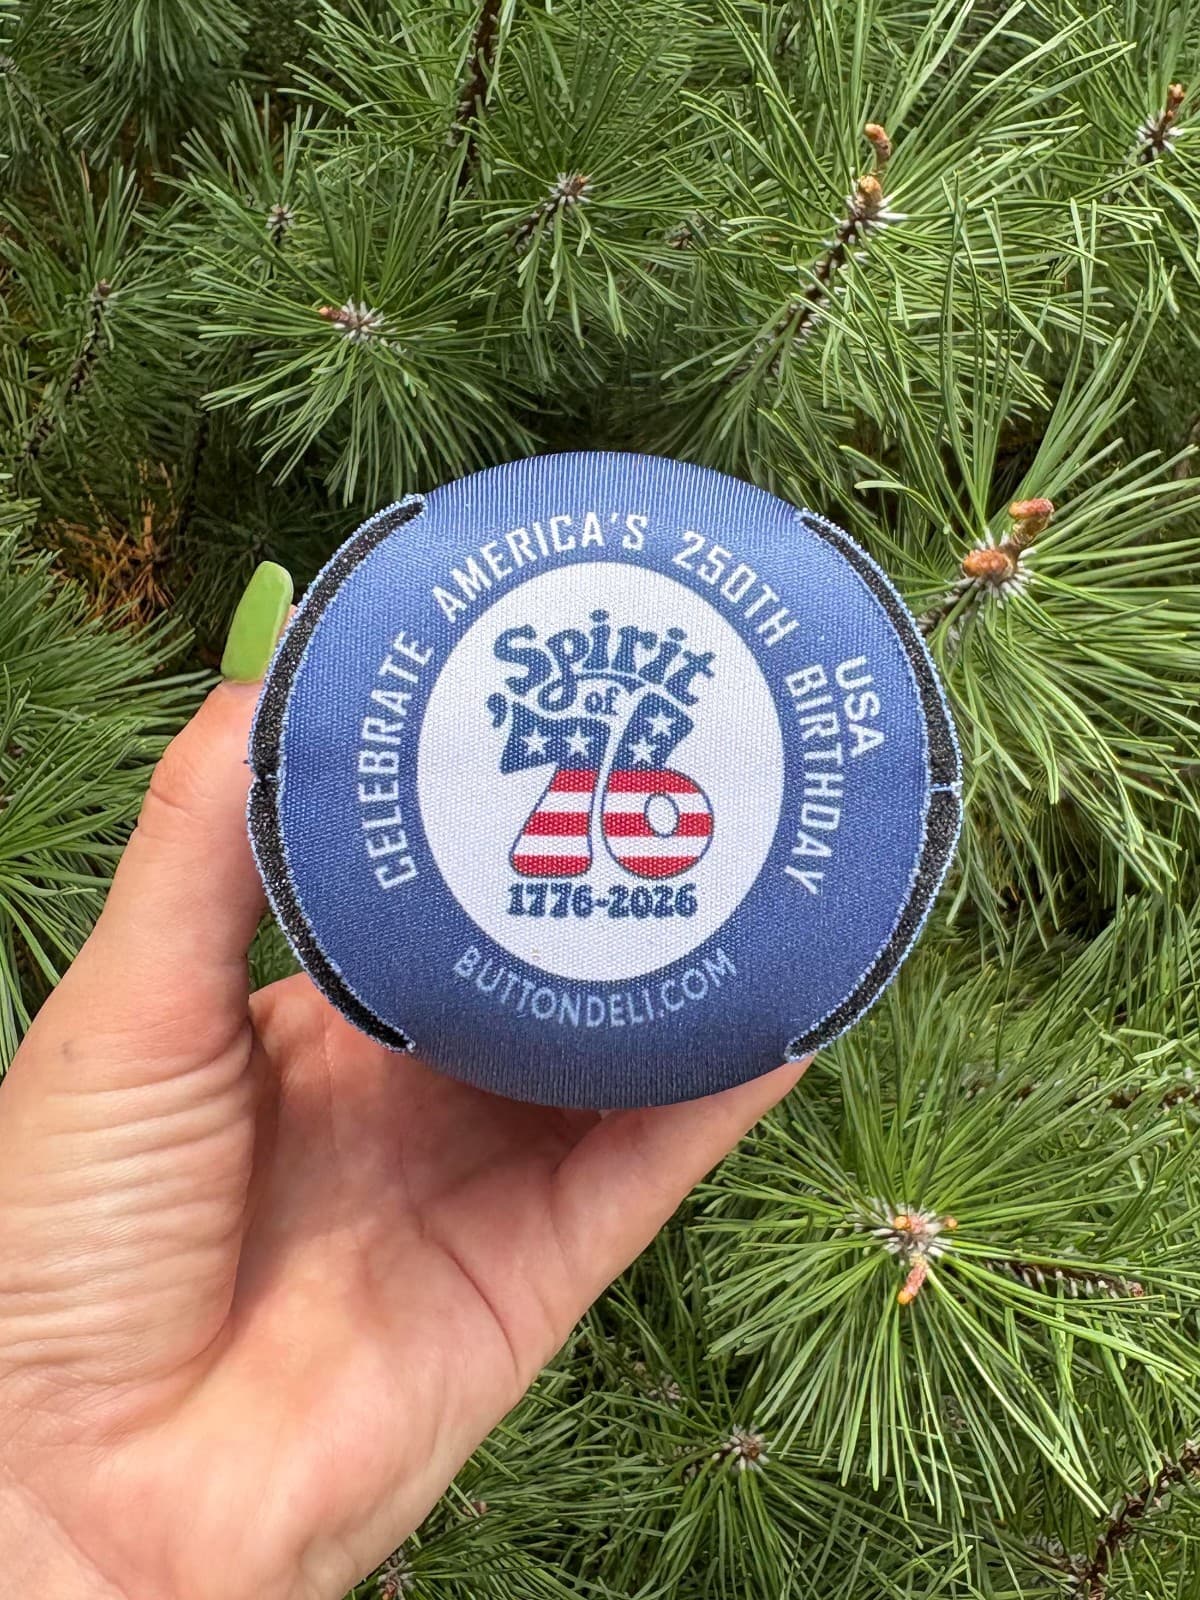 CELEBRATE AMERICA'S 250TH BIRTHDAY
USA
Spirit
of
'76
1776-2026
BUTTONDELI.COM